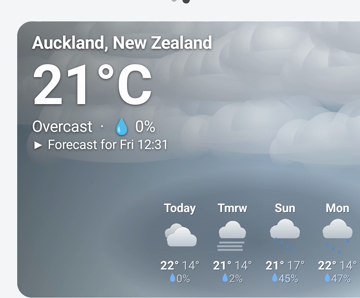 Auckland, New Zealand
21°C
Overcast · 0%
► Forecast for Fri 12:31
Today Tmrw Sun Mon
22° 14° 21° 14° 21° 17° 22° 14°
0% 2% 45% 47%